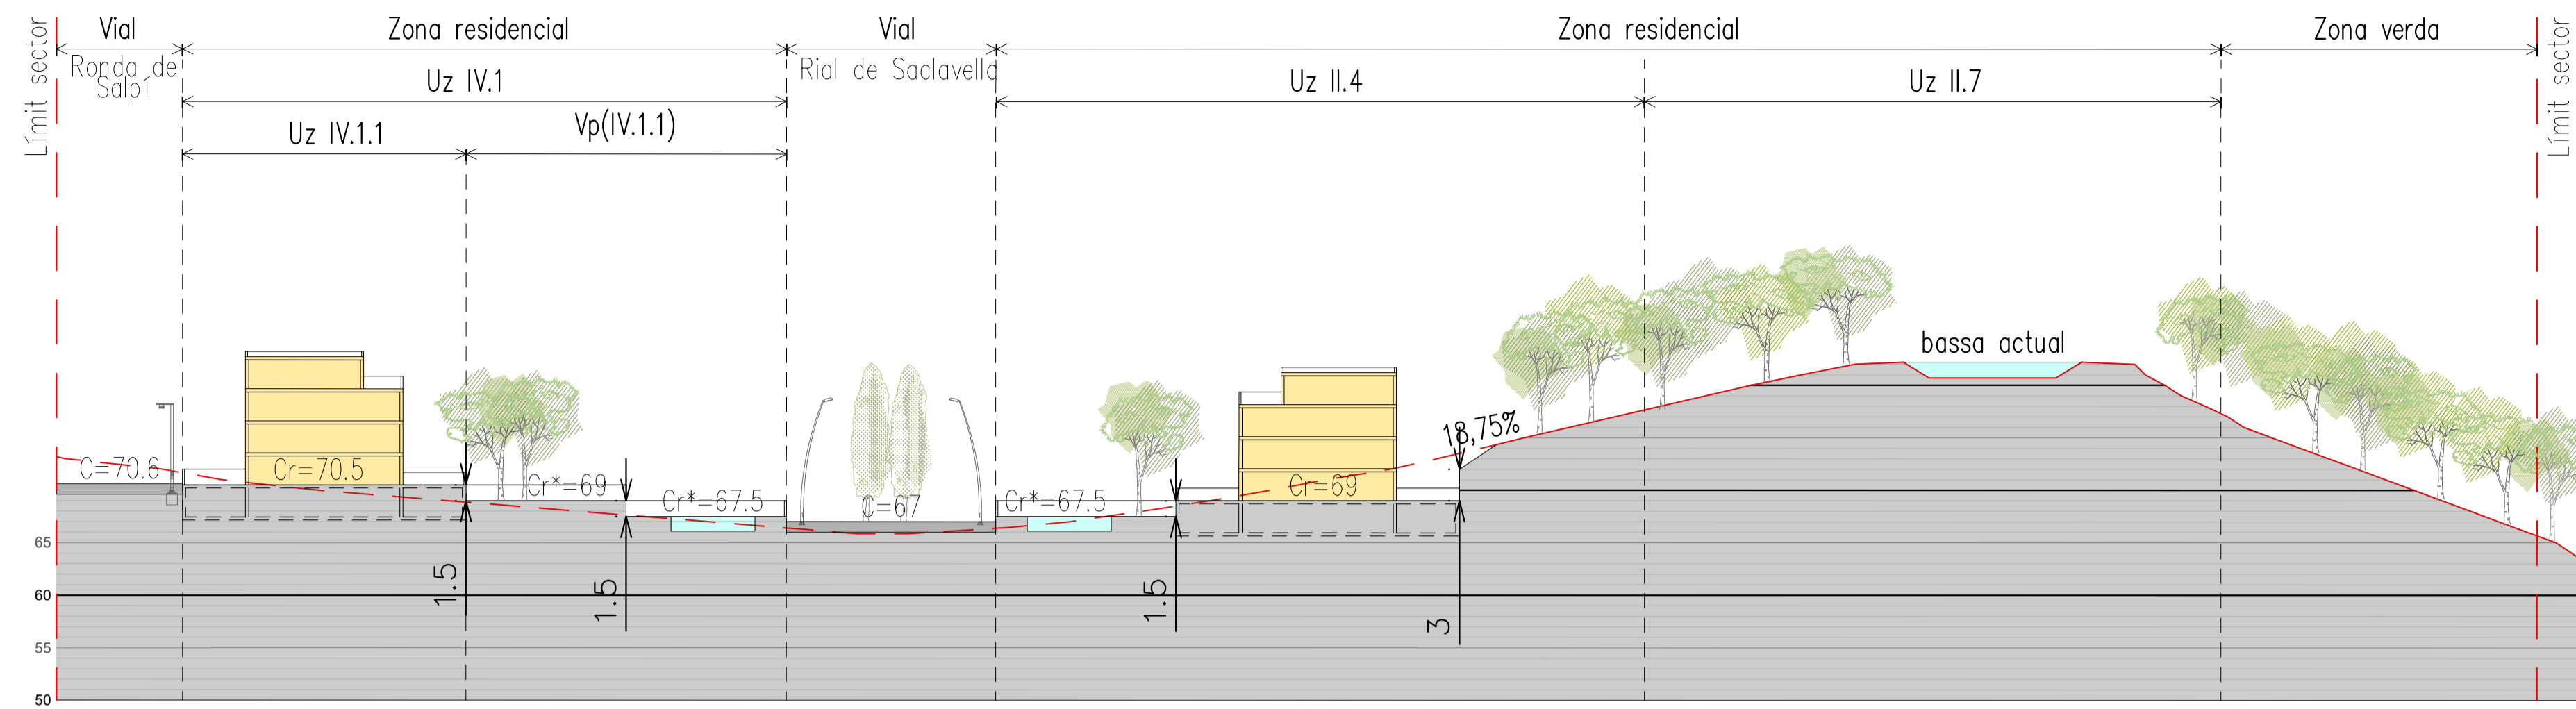 Límit sector
Vial
Zona residencial
Vial
Zona residencial
Zona verda
Límit sector
Ronda de
Salpí
Rial de Saclavella
Uz IV.1
Uz II.4
Uz II.7
Uz IV.1.1
Vp(IV.1.1)
bassa actual
18,75%
C=70.6
Cr=70.5
Cr*=69
Cr*=67.5
C=67
Cr*=67.5
Cr=69
65
1.5
1.5
1.5
3
60
55
50